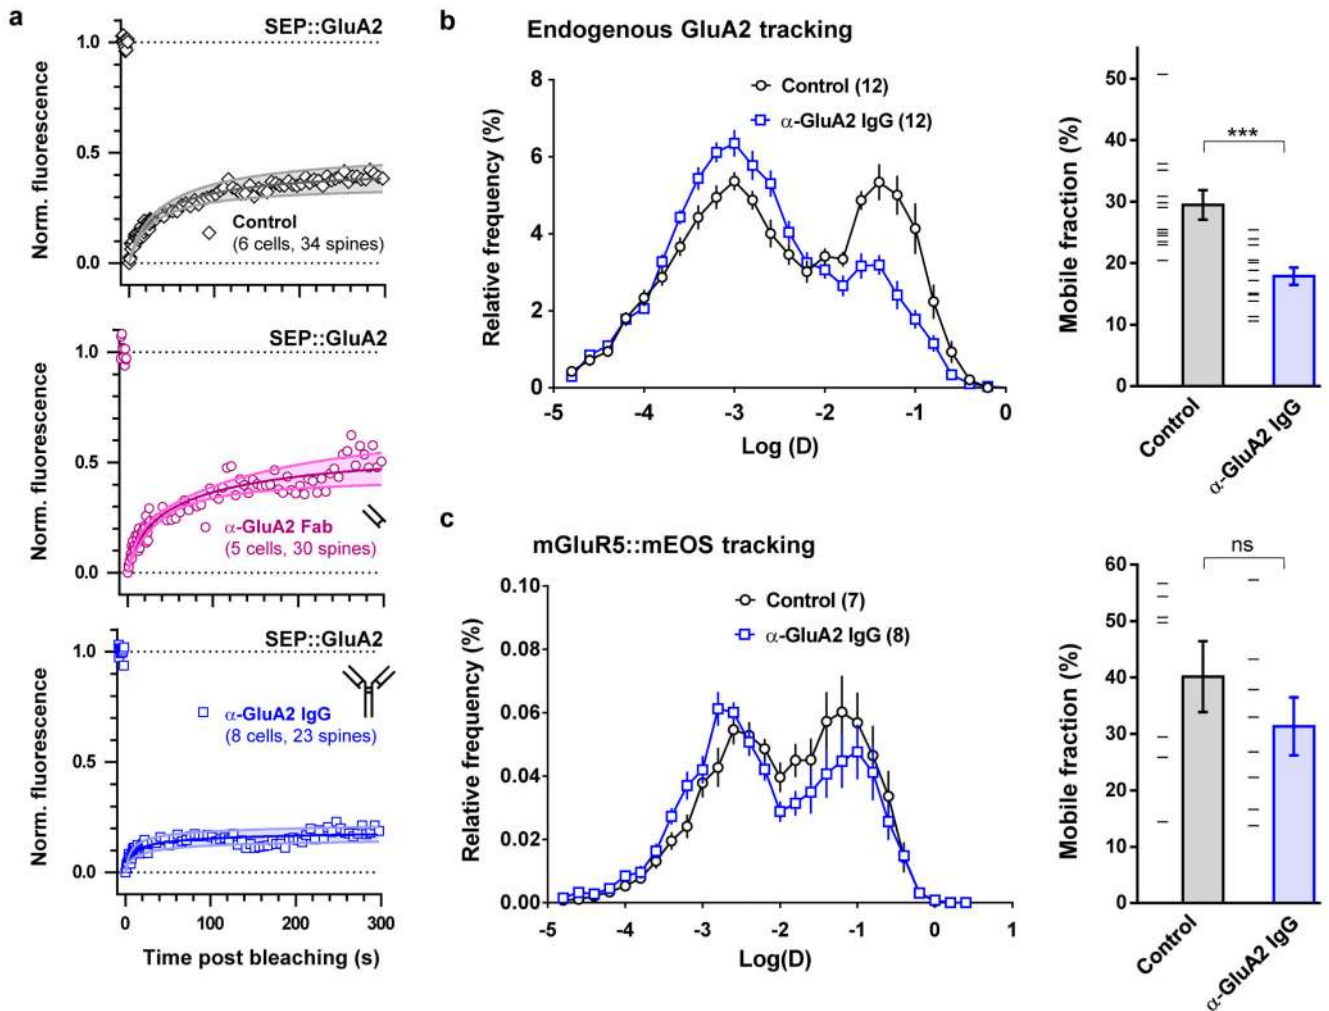 a
SEP::GluA2
1.0
0.5
0.0
Norm. fluorescence
Control
(6 cells, 34 spines)
SEP::GluA2
1.0
0.5
0.0
Norm. fluorescence
α-GluA2 Fab
(5 cells, 30 spines)
SEP::GluA2
1.0
0.5
0.0
Norm. fluorescence
α-GluA2 IgG
(8 cells, 23 spines)
0 100 200 300
Time post bleaching (s)
b
Endogenous GluA2 tracking
Control (12)
α-GluA2 IgG (12)
8
6
4
2
0
Relative frequency (%)
-5 -4 -3 -2 -1 0
Log (D)
50
40
30
20
10
0
Mobile fraction (%)
***
Control
α-GluA2 IgG
c
mGluR5::mEOS tracking
Control (7)
α-GluA2 IgG (8)
0.10
0.08
0.06
0.04
0.02
0.00
Relative frequency (%)
-5 -4 -3 -2 -1 0 1
Log(D)
60
50
40
30
20
10
0
Mobile fraction (%)
ns
Control
α-GluA2 IgG